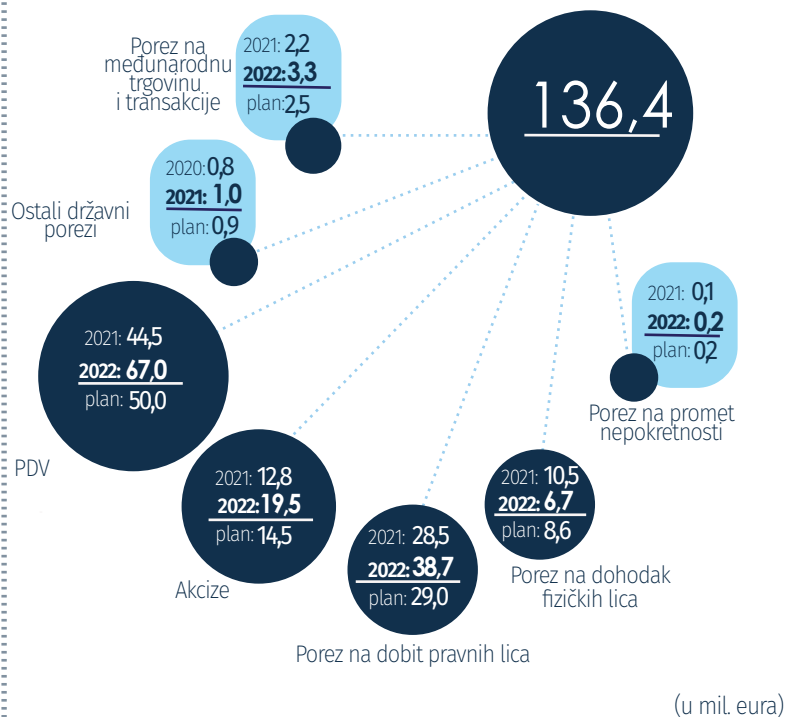 136,4
Porez na
međunarodnu
trgovinu
i transakcije
2021: 2,2
2022: 3,3
plan: 2,5
Ostali državni
porezi
2020: 0,8
2021: 1,0
plan: 0,9
2021: 44,5
2022: 67,0
plan: 50,0
PDV
2021: 12,8
2022: 19,5
plan: 14,5
Akcize
2021: 28,5
2022: 38,7
plan: 29,0
Porez na dobit pravnih lica
2021: 10,5
2022: 6,7
plan: 8,6
Porez na dohodak
fizičkih lica
2021: 0,1
2022: 0,2
plan: 0,2
Porez na promet
nepokretnosti
(u mil. eura)